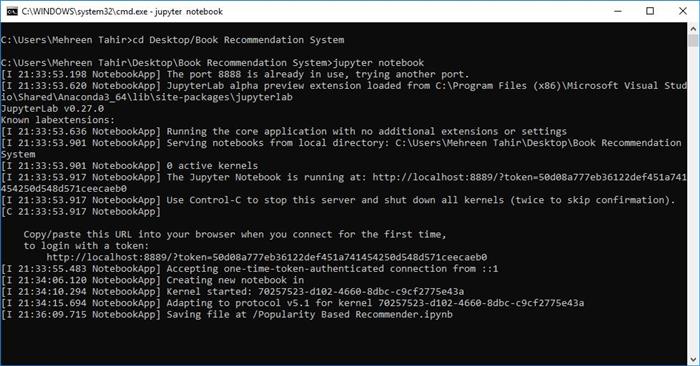 C:\WINDOWS\system32\cmd.exe - jupyter notebook
C:\Users\Mehreen Tahir>cd Desktop/Book Recommendation System
C:\Users\Mehreen Tahir\Desktop\Book Recommendation System>jupyter notebook
[I 21:33:53.198 NotebookApp] The port 8888 is already in use, trying another port.
[I 21:33:53.620 NotebookApp] JupyterLab alpha preview extension loaded from C:\Program Files (x86)\Microsoft Visual Stud
io\Shared\Anaconda3_64\lib\site-packages\jupyterlab
JupyterLab v0.27.0
Known labextensions:
[I 21:33:53.636 NotebookApp] Running the core application with no additional extensions or settings
[I 21:33:53.901 NotebookApp] Serving notebooks from local directory: C:\Users\Mehreen Tahir\Desktop\Book Recommendation
System
[I 21:33:53.901 NotebookApp] 0 active kernels
[I 21:33:53.917 NotebookApp] The Jupyter Notebook is running at: http://localhost:8889/?token=50d08a777eb36122def451a741
454250d548d571ceecaeb0
[I 21:33:53.917 NotebookApp] Use Control-C to stop this server and shut down all kernels (twice to skip confirmation).
[C 21:33:53.917 NotebookApp]
Copy/paste this URL into your browser when you connect for the first time,
to login with a token:
http://localhost:8889/?token=50d08a777eb36122def451a741454250d548d571ceecaeb0
[I 21:33:55.483 NotebookApp] Accepting one-time-token-authenticated connection from ::1
[I 21:34:06.120 NotebookApp] Creating new notebook in
[I 21:34:10.294 NotebookApp] Kernel started: 70257523-d102-4660-8dbc-c9cf2775e43a
[I 21:34:15.694 NotebookApp] Adapting to protocol v5.1 for kernel 70257523-d102-4660-8dbc-c9cf2775e43a
[I 21:36:09.715 NotebookApp] Saving file at /Popularity Based Recommender.ipynb